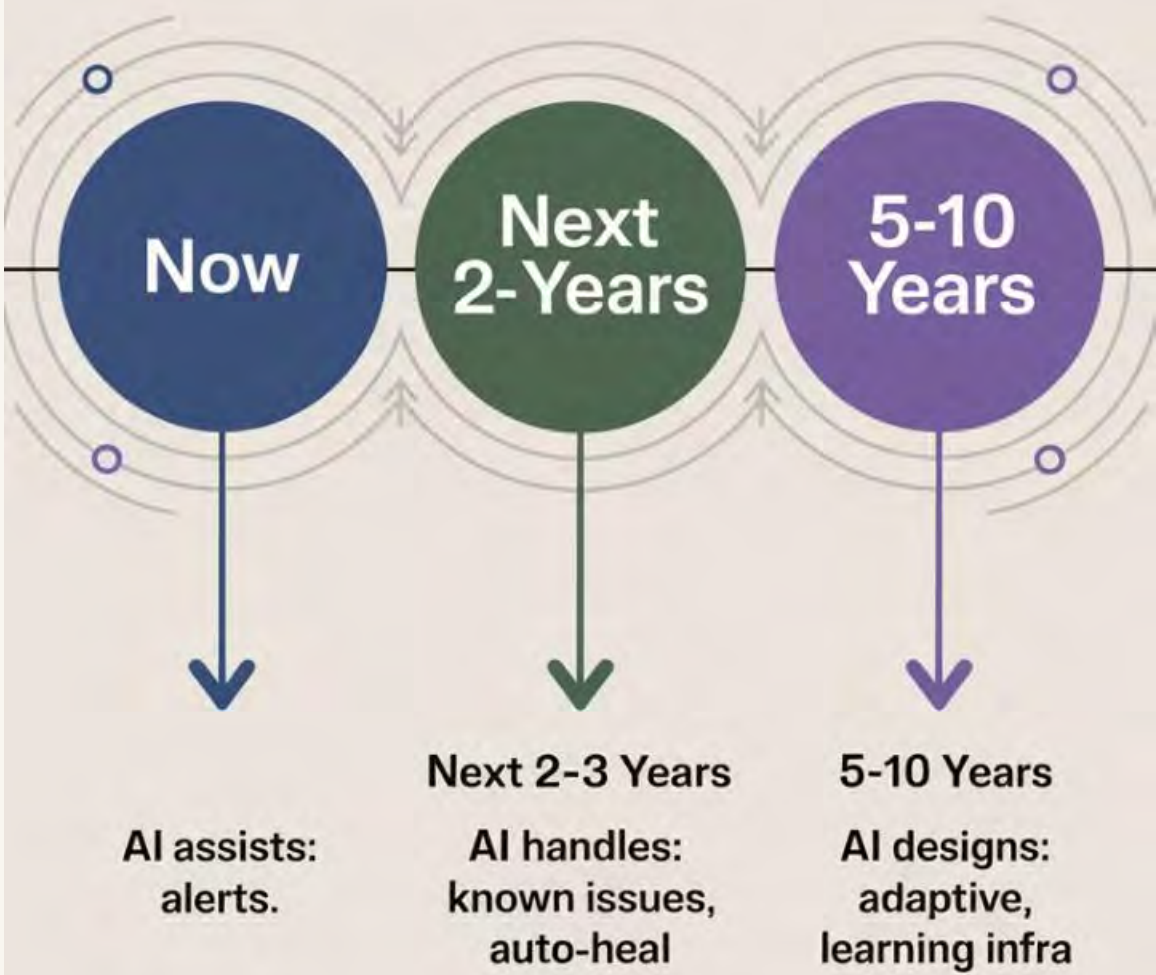 Now
Next
2-Years
5-10
Years
AI assists:
alerts.
Next 2-3 Years
AI handles:
known issues,
auto-heal
5-10 Years
AI designs:
adaptive,
learning infra